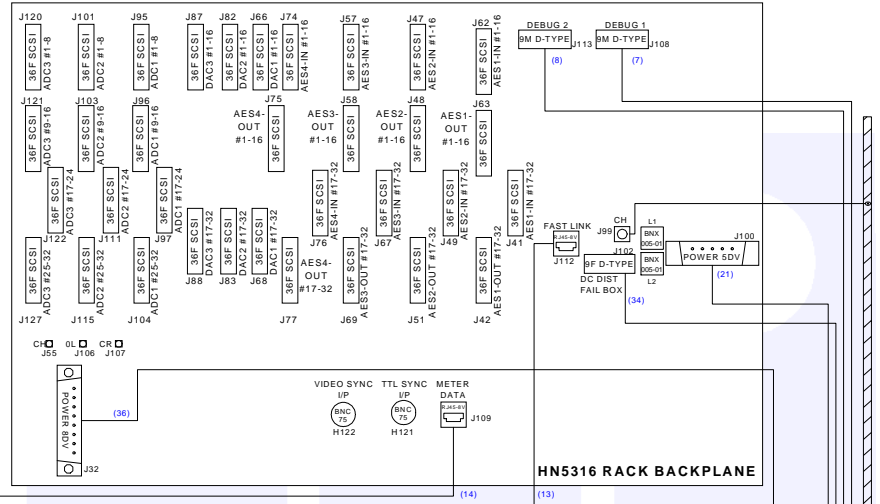 J120
36F SCSI
ADC3 #1-8
J101
36F SCSI
ADC2 #1-8
J95
36F SCSI
ADC1 #1-8
J87
36F SCSI
DAC3 #1-16
J82
36F SCSI
DAC2 #1-16
J66
36F SCSI
DAC1 #1-16
J74
36F SCSI
AES4-IN #1-16
J57
36F SCSI
AES3-IN #1-16
J47
36F SCSI
AES2-IN #1-16
J62
36F SCSI
AES1-IN #1-16
DEBUG 2
9M D-TYPE
J113
(8)
DEBUG 1
9M D-TYPE
J108
(7)
J121
36F SCSI
ADC3 #9-16
J103
36F SCSI
ADC2 #9-16
J96
36F SCSI
ADC1 #9-16
AES4-
OUT
#1-16
J75
36F SCSI
AES3-
OUT
#1-16
J58
36F SCSI
AES2-
OUT
#1-16
J48
36F SCSI
AES1-
OUT
#1-16
J63
36F SCSI
36F SCSI
ADC3 #17-24
J122
36F SCSI
ADC2 #17-24
J111
36F SCSI
ADC1 #17-24
J97
36F SCSI
AES4-IN #17-32
J76
36F SCSI
AES3-IN #17-32
J67
36F SCSI
AES2-IN #17-32
J49
36F SCSI
AES1-IN #17-32
J41
FAST LINK
RJ45-8V
J112
CH
J99
L1
BNX
005-01
BNX
005-01
L2
J100
POWER 5DV
(21)
J102
9F D-TYPE
DC DIST
FAIL BOX
(34)
36F SCSI
ADC3 #25-32
J127
36F SCSI
ADC2 #25-32
J115
36F SCSI
ADC1 #25-32
J104
36F SCSI
DAC3 #17-32
J88
36F SCSI
DAC2 #17-32
J83
36F SCSI
DAC1 #17-32
J68
36F SCSI
AES4-
OUT
#17-32
J77
36F SCSI
AES3-OUT #17-32
J69
36F SCSI
AES2-OUT #17-32
J51
36F SCSI
AES1-OUT #17-32
J42
CH
J55
0L
J106
CR
J107
POWER 8DV
J32
(36)
VIDEO SYNC
I/P
BNC
75
H122
TTL SYNC
I/P
BNC
75
H121
METER
DATA
RJ45-8V
J109
HN5316 RACK BACKPLANE
(14)
(13)